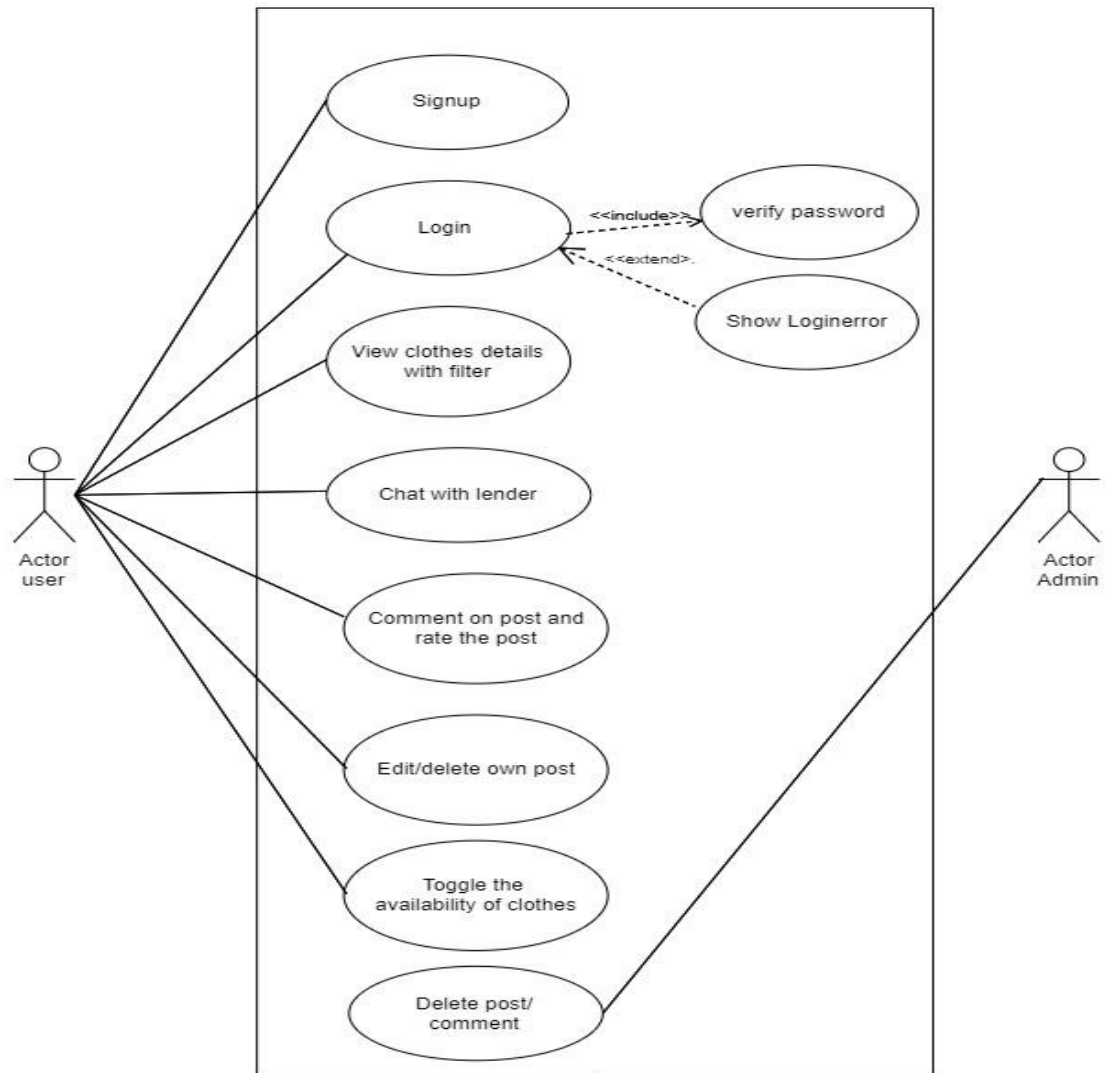 Signup
Login
<<include>>
verify password
<<extend>.
Show Loginerror
View clothes details
with filter
Chat with lender
Actor
user
Actor
Admin
Comment on post and
rate the post
Edit/delete own post
Toggle the
availability of clothes
Delete post/
comment